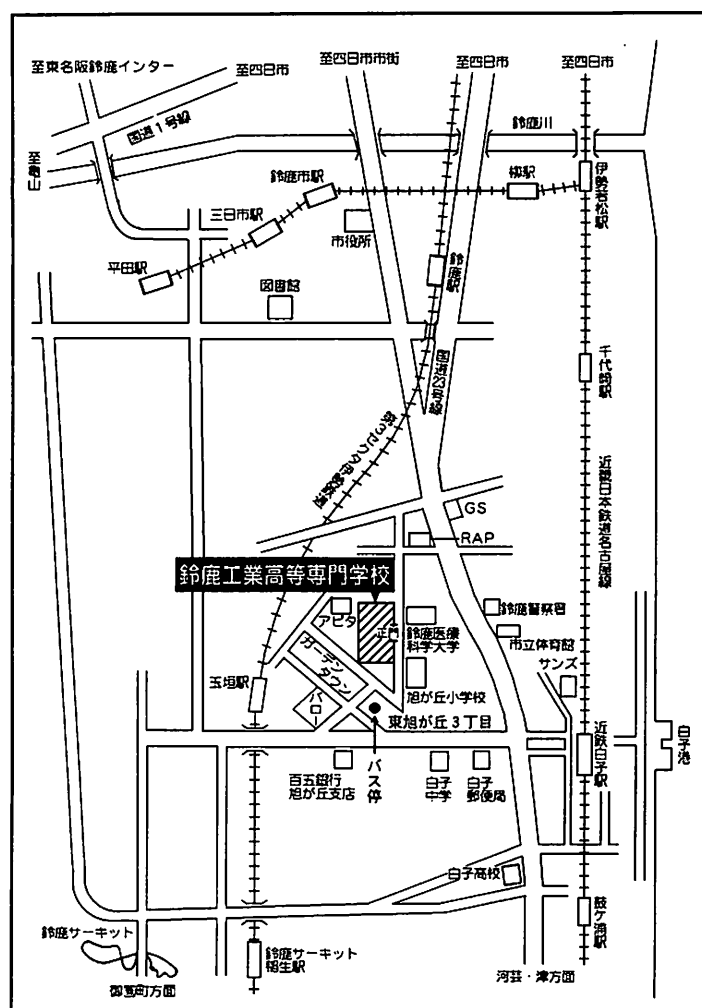 至東名阪鈴鹿インター
至四日市
至四日市市街
至四日市
至四日市
国道1号線
鈴鹿川
至亀山
鈴鹿市駅
柳駅
伊勢若松駅
三日市駅
市役所
平田駅
鈴鹿駅
図書館
国道23号線
千代崎駅
第3セクタ伊勢鉄道
近畿日本鉄道名古屋線
GS
RAP
鈴鹿工業高等専門学校
アピタ
正門
鈴鹿医療
科学大学
鈴鹿警察署
市立体育館
サンズ
ガーデン
タウン
玉垣駅
バロー
旭が丘小学校
東旭が丘3丁目
近鉄白子駅
白子港
百五銀行
旭が丘支店
バス停
白子
中学
白子
郵便局
白子高校
鼓ヶ浦駅
鈴鹿サーキット
鈴鹿サーキット
稲生駅
御薗町方面
河芸・津方面